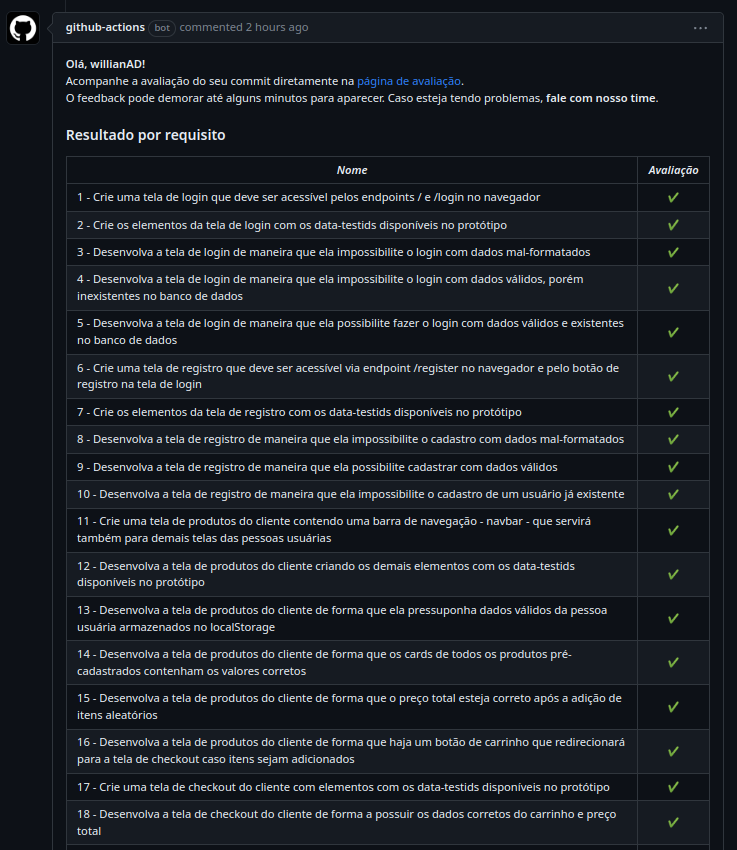 github-actions bot commented 2 hours ago
Olá, willianAD!
Acompanhe a avaliação do seu commit diretamente na página de avaliação.
O feedback pode demorar até alguns minutos para aparecer. Caso esteja tendo problemas, fale com nosso time.
Resultado por requisito
Nome Avaliação
1 - Crie uma tela de login que deve ser acessível pelos endpoints / e /login no navegador
2 - Crie os elementos da tela de login com os data-testids disponíveis no protótipo
3 - Desenvolva a tela de login de maneira que ela impossibilite o login com dados mal-formatados
4 - Desenvolva a tela de login de maneira que ela impossibilite o login com dados válidos, porém
inexistentes no banco de dados
5 - Desenvolva a tela de login de maneira que ela possibilite fazer o login com dados válidos e existentes
no banco de dados
6 - Crie uma tela de registro que deve ser acessível via endpoint /register no navegador e pelo botão de
registro na tela de login
7 - Crie os elementos da tela de registro com os data-testids disponíveis no protótipo
8 - Desenvolva a tela de registro de maneira que ela impossibilite o cadastro com dados mal-formatados
9 - Desenvolva a tela de registro de maneira que ela possibilite cadastrar com dados válidos
10 - Desenvolva a tela de registro de maneira que ela impossibilite o cadastro de um usuário já existente
11 - Crie uma tela de produtos do cliente contendo uma barra de navegação - navbar - que servirá
também para demais telas das pessoas usuárias
12 - Desenvolva a tela de produtos do cliente criando os demais elementos com os data-testids
disponíveis no protótipo
13 - Desenvolva a tela de produtos do cliente de forma que ela pressuponha dados válidos da pessoa
usuária armazenados no localStorage
14 - Desenvolva a tela de produtos do cliente de forma que os cards de todos os produtos pré-
cadastrados contenham os valores corretos
15 - Desenvolva a tela de produtos do cliente de forma que o preço total esteja correto após a adição de
itens aleatórios
16 - Desenvolva a tela de produtos do cliente de forma que haja um botão de carrinho que redirecionará
para a tela de checkout caso itens sejam adicionados
17 - Crie uma tela de checkout do cliente com elementos com os data-testids disponíveis no protótipo
18 - Desenvolva a tela de checkout do cliente de forma a possuir os dados corretos do carrinho e preço
total